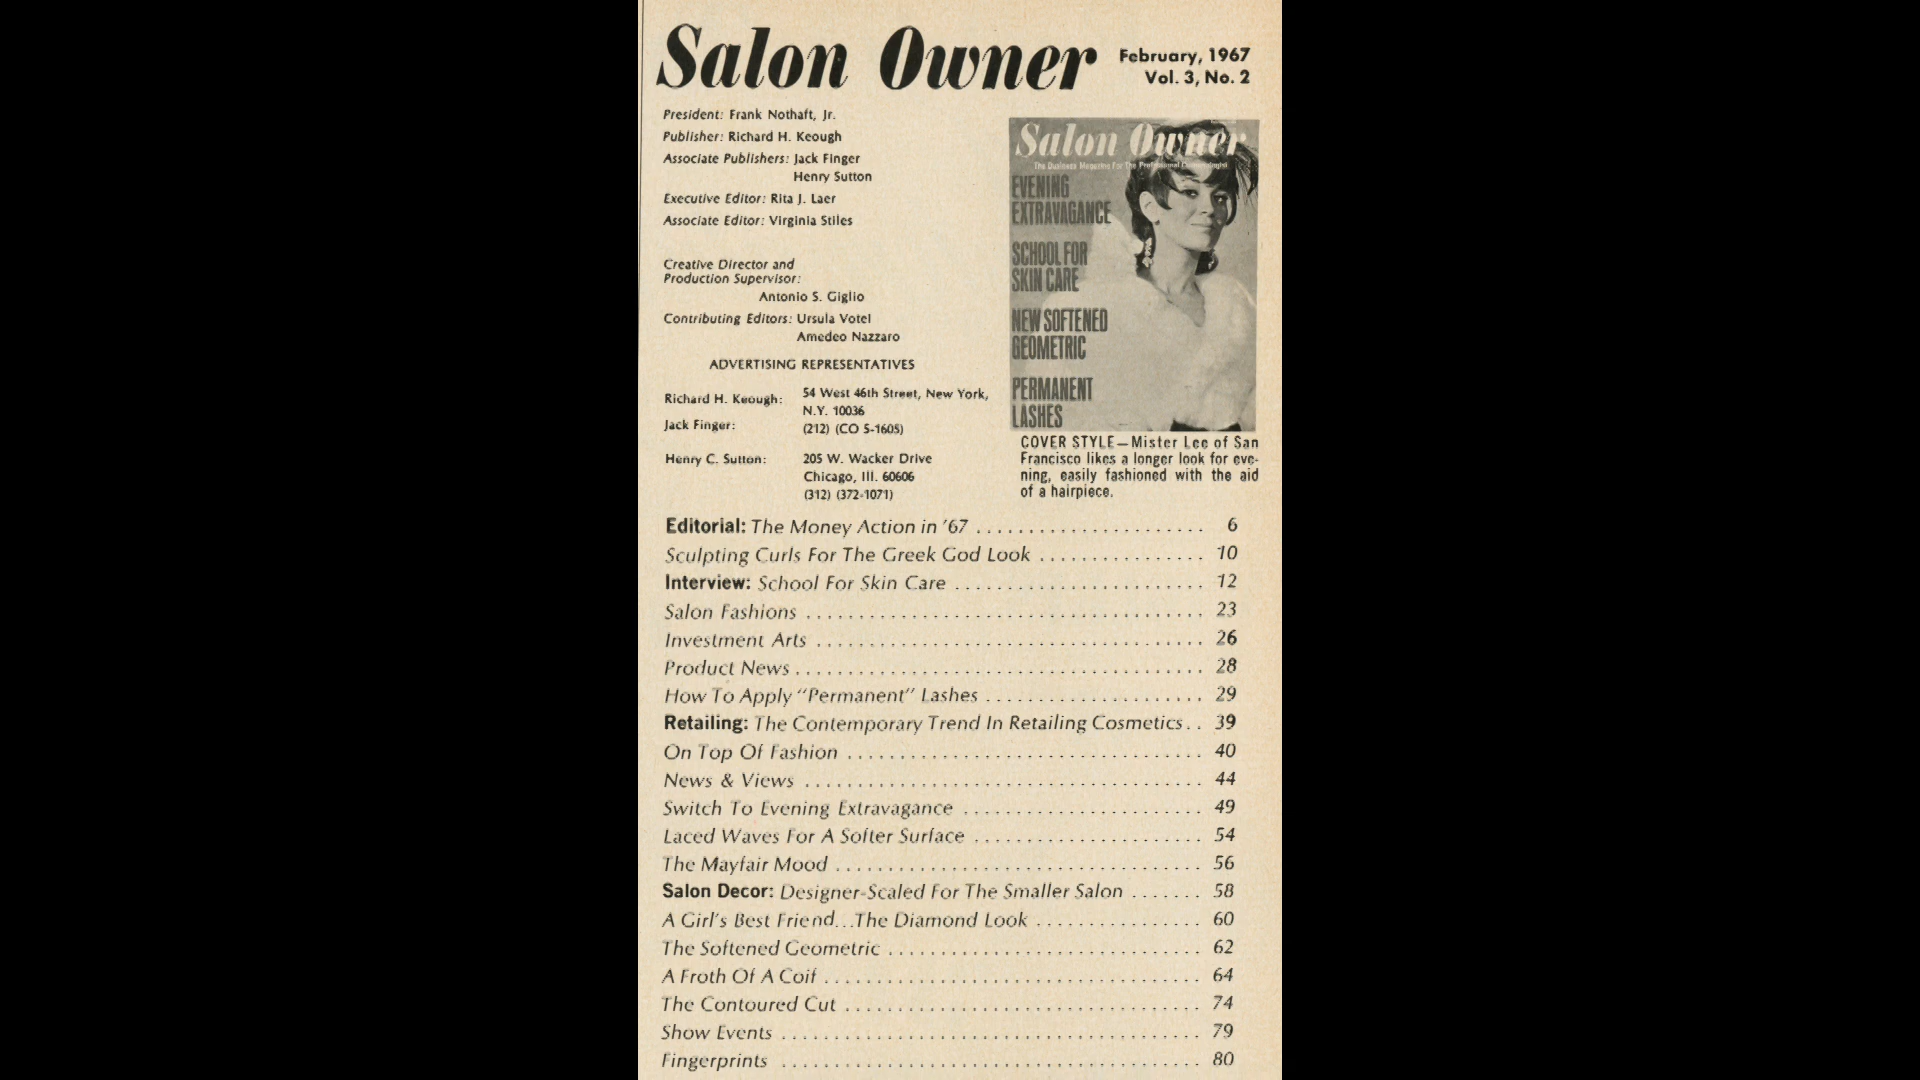 Salon Owner
February, 1967
Vol. 3, No. 2
President: Frank Nothaft, Jr.
Publisher: Richard H. Keough
Associate Publishers: Jack Finger
Henry Sutton
Executive Editor: Rita J. Laer
Associate Editor: Virginia Stiles
Creative Director and
Production Supervisor:
Antonio S. Giglio
Contributing Editors: Ursula Votel
Amedeo Nazzaro
ADVERTISING REPRESENTATIVES
Richard H. Keough:
Jack Finger:
54 West 46th Street, New York,
N.Y. 10036
(212) (CO 5-1605)
Henry C. Sutton:
205 W. Wacker Drive
Chicago, Ill. 60606
(312) (372-1071)
Salon Owner
The Business Magazine For The Professional Cosmetologist
EVENING
EXTRAVAGANCE
SCHOOL FOR
SKIN CARE
NEW SOFTENED
GEOMETRIC
PERMANENT
LASHES
COVER STYLE—Mister Lee of San
Francisco likes a longer look for eve-
ning, easily fashioned with the aid
of a hairpiece.
Editorial: The Money Action in '67 . . . . . . . . . . . . . . . . . . . . . . 6
Sculpting Curls For The Greek God Look . . . . . . . . . . . . . . . . 10
Interview: School For Skin Care . . . . . . . . . . . . . . . . . . . . . . . . 12
Salon Fashions . . . . . . . . . . . . . . . . . . . . . . . . . . . . . . . . . . . . . 23
Investment Arts . . . . . . . . . . . . . . . . . . . . . . . . . . . . . . . . . . . . 26
Product News . . . . . . . . . . . . . . . . . . . . . . . . . . . . . . . . . . . . . . 28
How To Apply "Permanent" Lashes . . . . . . . . . . . . . . . . . . . . . 29
Retailing: The Contemporary Trend In Retailing Cosmetics . . 39
On Top Of Fashion . . . . . . . . . . . . . . . . . . . . . . . . . . . . . . . . . . 40
News & Views . . . . . . . . . . . . . . . . . . . . . . . . . . . . . . . . . . . . . . 44
Switch To Evening Extravagance . . . . . . . . . . . . . . . . . . . . . . . 49
Laced Waves For A Softer Surface . . . . . . . . . . . . . . . . . . . . . . 54
The Mayfair Mood . . . . . . . . . . . . . . . . . . . . . . . . . . . . . . . . . . . 56
Salon Decor: Designer-Scaled For The Smaller Salon . . . . . . . 58
A Girl's Best Friend...The Diamond Look . . . . . . . . . . . . . . . . 60
The Softened Geometric . . . . . . . . . . . . . . . . . . . . . . . . . . . . . . 62
A Froth Of A Coif . . . . . . . . . . . . . . . . . . . . . . . . . . . . . . . . . . . . 64
The Contoured Cut . . . . . . . . . . . . . . . . . . . . . . . . . . . . . . . . . . 74
Show Events . . . . . . . . . . . . . . . . . . . . . . . . . . . . . . . . . . . . . . . . 79
Fingerprints . . . . . . . . . . . . . . . . . . . . . . . . . . . . . . . . . . . . . . . . 80